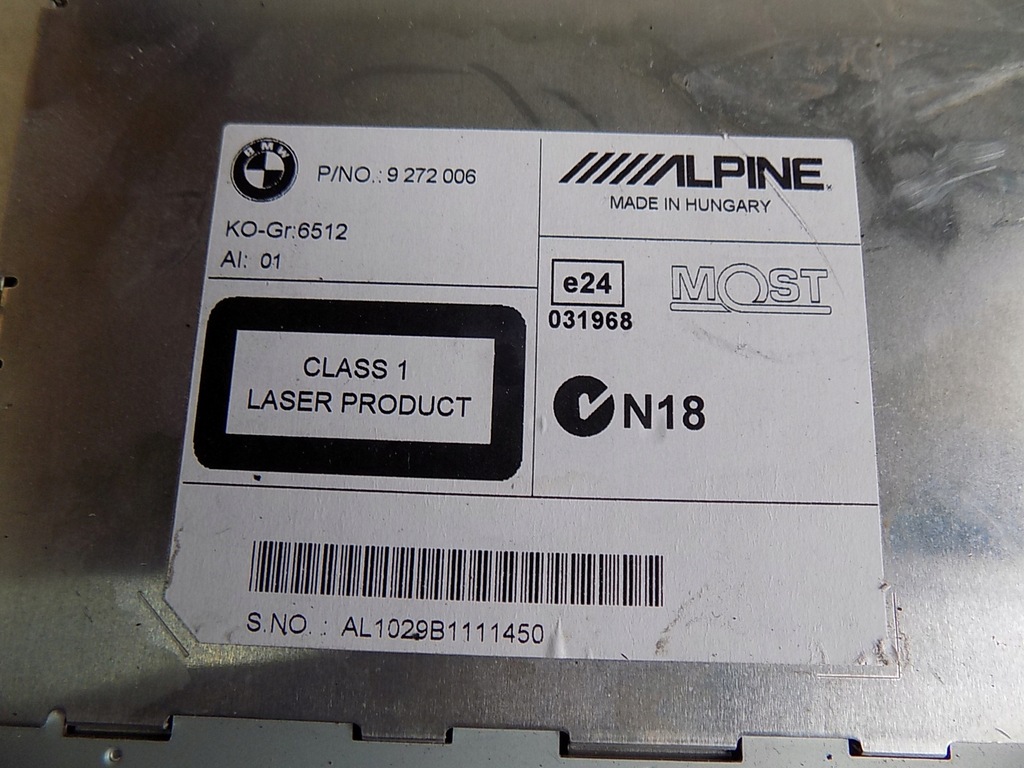 BMW
P/NO.: 9 272 006
KO-Gr:6512
AI: 01
ALPINE
MADE IN HUNGARY
e24
031968
MOST
CLASS 1
LASER PRODUCT
N18
S.NO. : AL1029B1111450